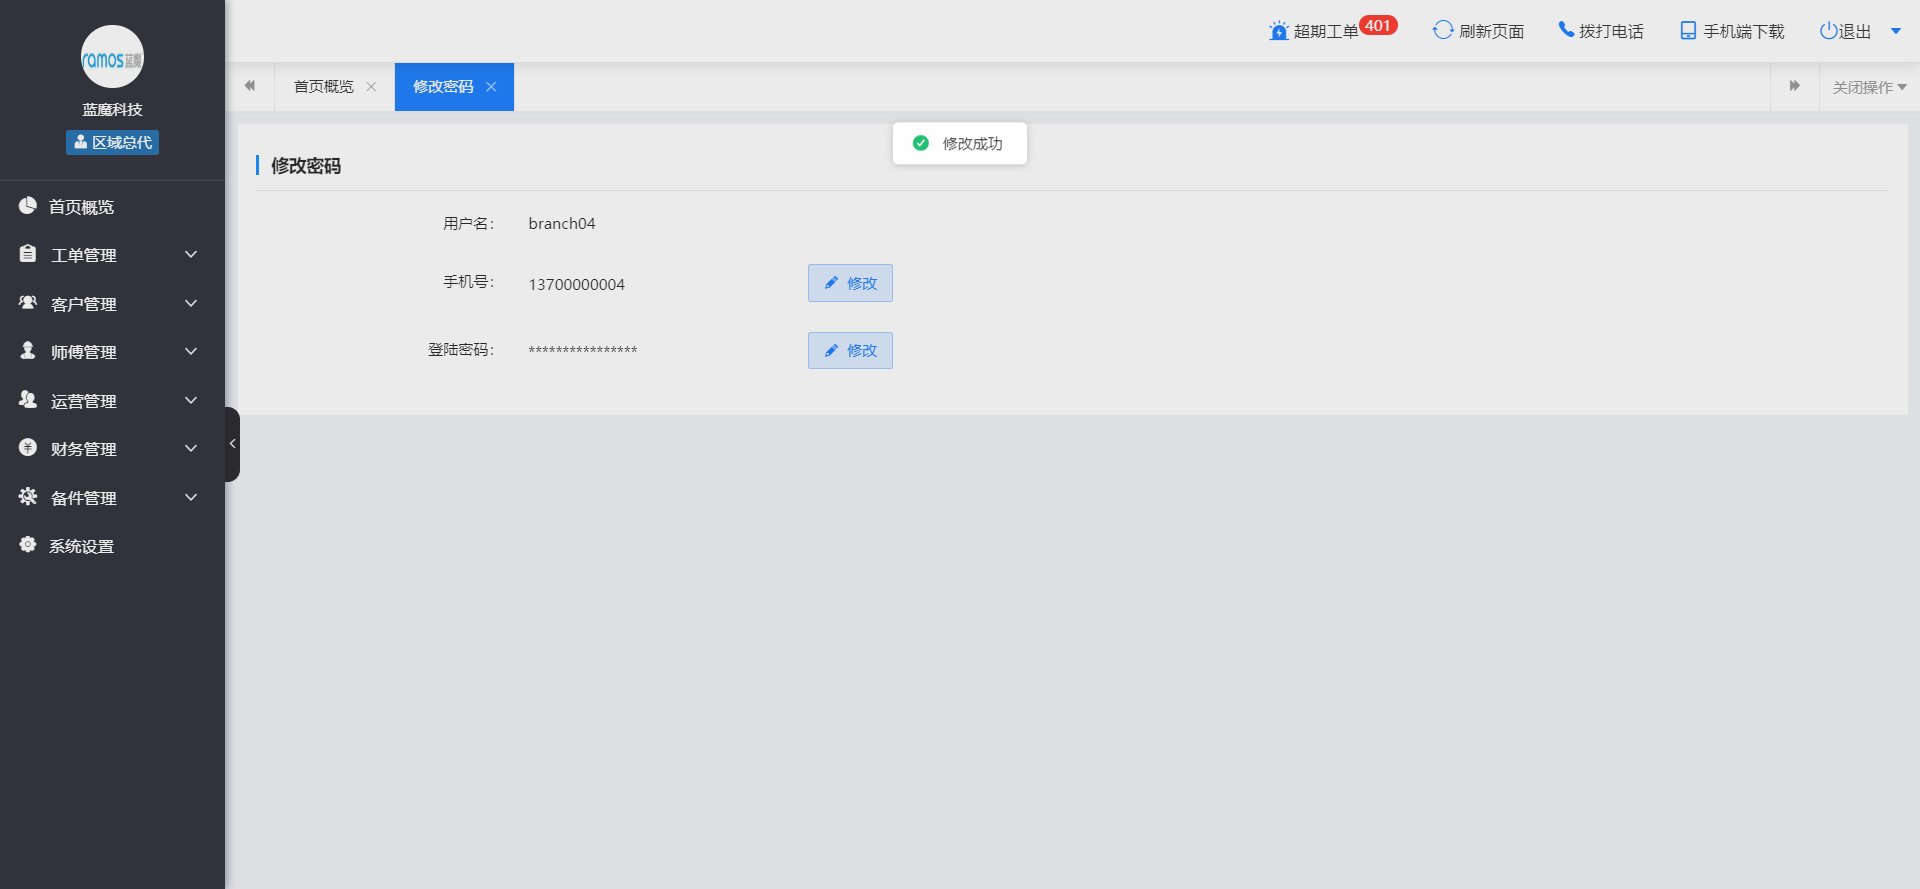 ramos蓝魔
蓝魔科技
区域总代
首页概览
工单管理
客户管理
师傅管理
运营管理
财务管理
备件管理
系统设置
超期工单 401 刷新页面 拨打电话 手机端下载 退出
首页概览 修改密码 关闭操作
修改成功
修改密码
用户名： branch04
手机号： 13700000004 修改
登陆密码： **************** 修改